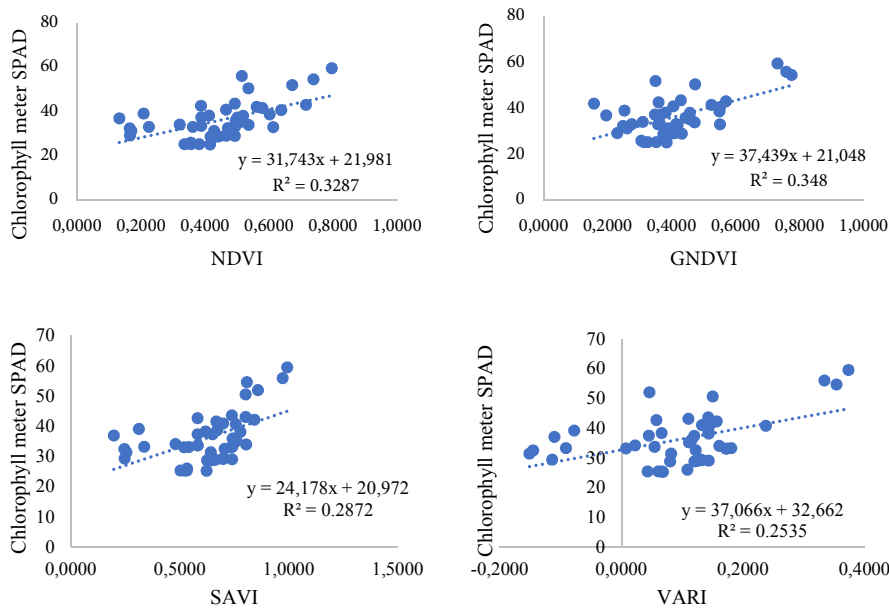 Chlorophyll meter SPAD
80
60
40
20
0
0,0000 0,2000 0,4000 0,6000 0,8000 1,0000
NDVI
y = 31,743x + 21,981
R² = 0.3287
Chlorophyll meter SPAD
80
60
40
20
0
0,0000 0,2000 0,4000 0,6000 0,8000 1,0000
GNDVI
y = 37,439x + 21,048
R² = 0.348
Chlorophyll meter SPAD
70
60
50
40
30
20
10
0
0,0000 0,5000 1,0000 1,5000
SAVI
y = 24,178x + 20,972
R² = 0.2872
Chlorophyll meter SPAD
70
60
50
40
30
20
10
0
-0,2000 0,0000 0,2000 0,4000
VARI
y = 37,066x + 32,662
R² = 0.2535